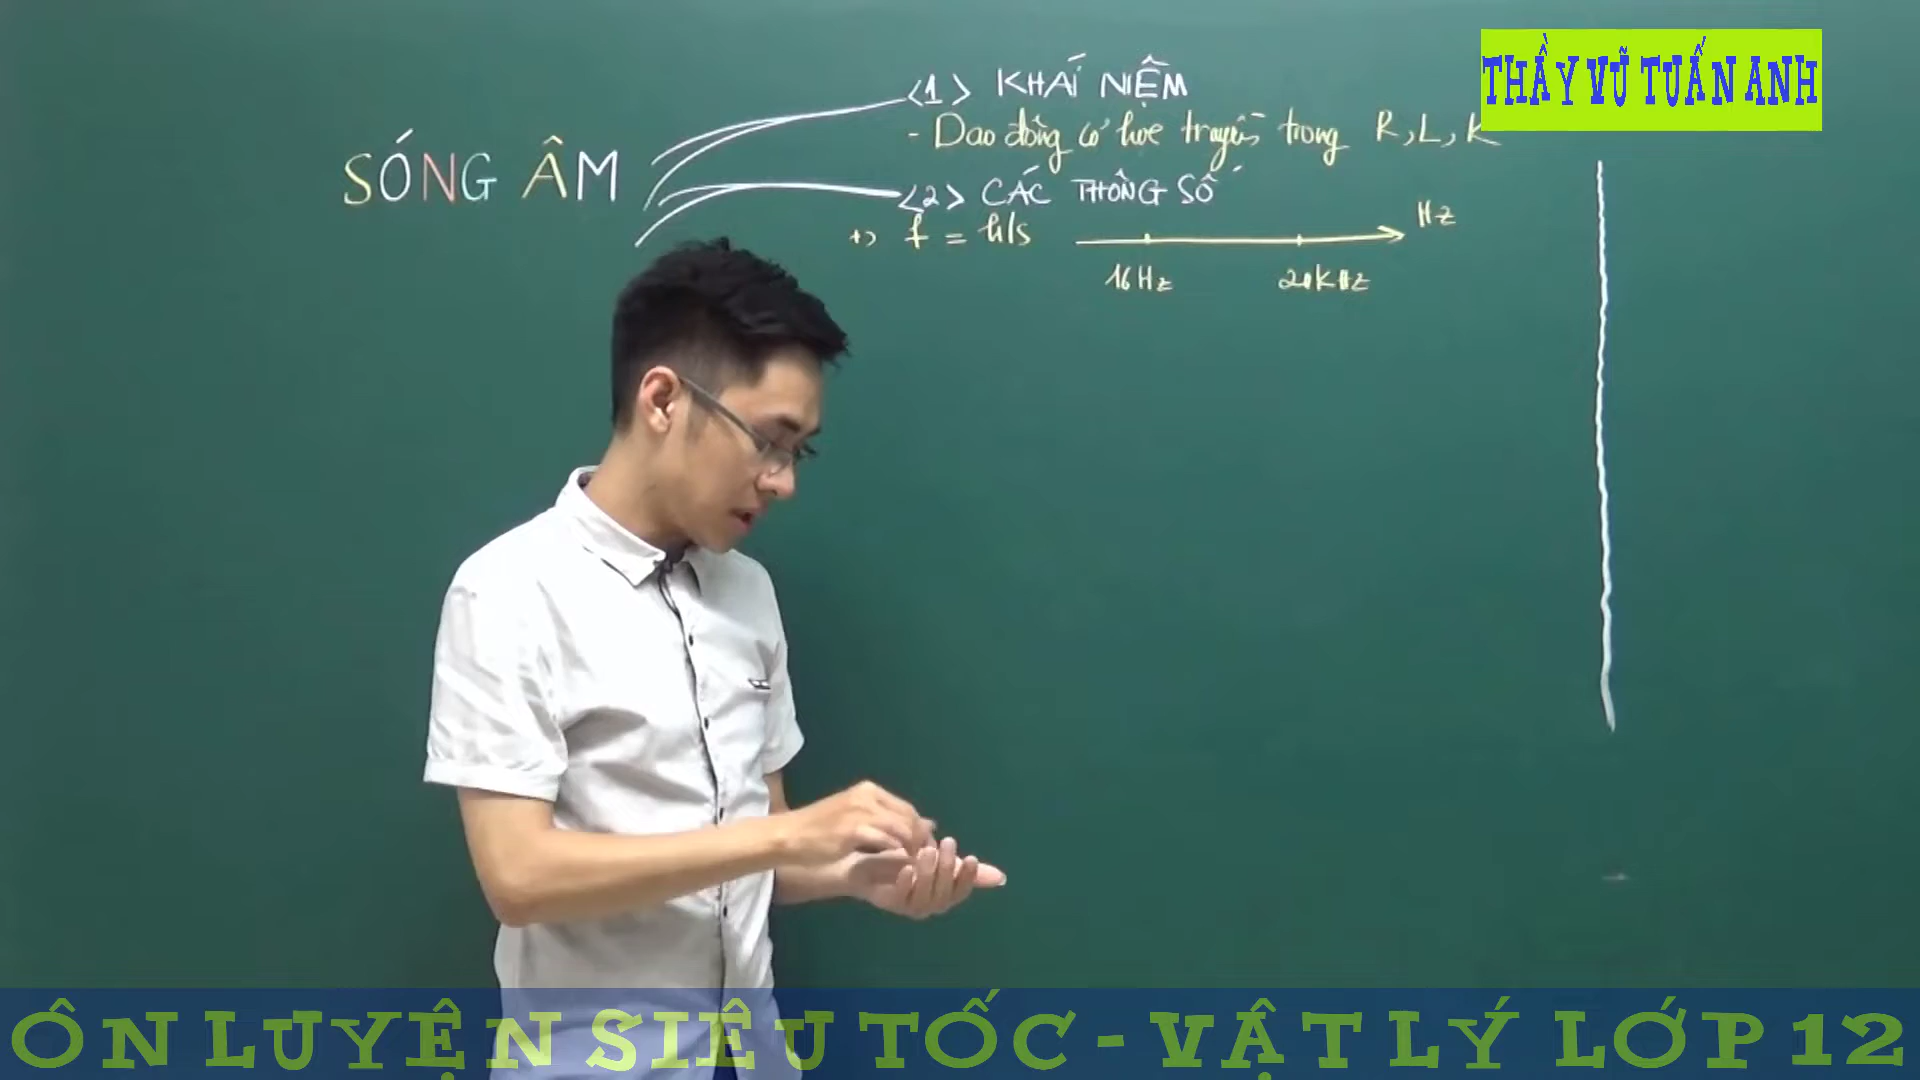 THẦY VŨ TUẤN ANH
SÓNG ÂM
<1> KHÁI NIỆM
- Dao động cơ học truyền trong R, L, K
<2> CÁC THÔNG SỐ
+> f = h/s
Hz
16Hz 20KHz
ÔN LUYỆN SIÊU TỐC - VẬT LÝ LỚP 12